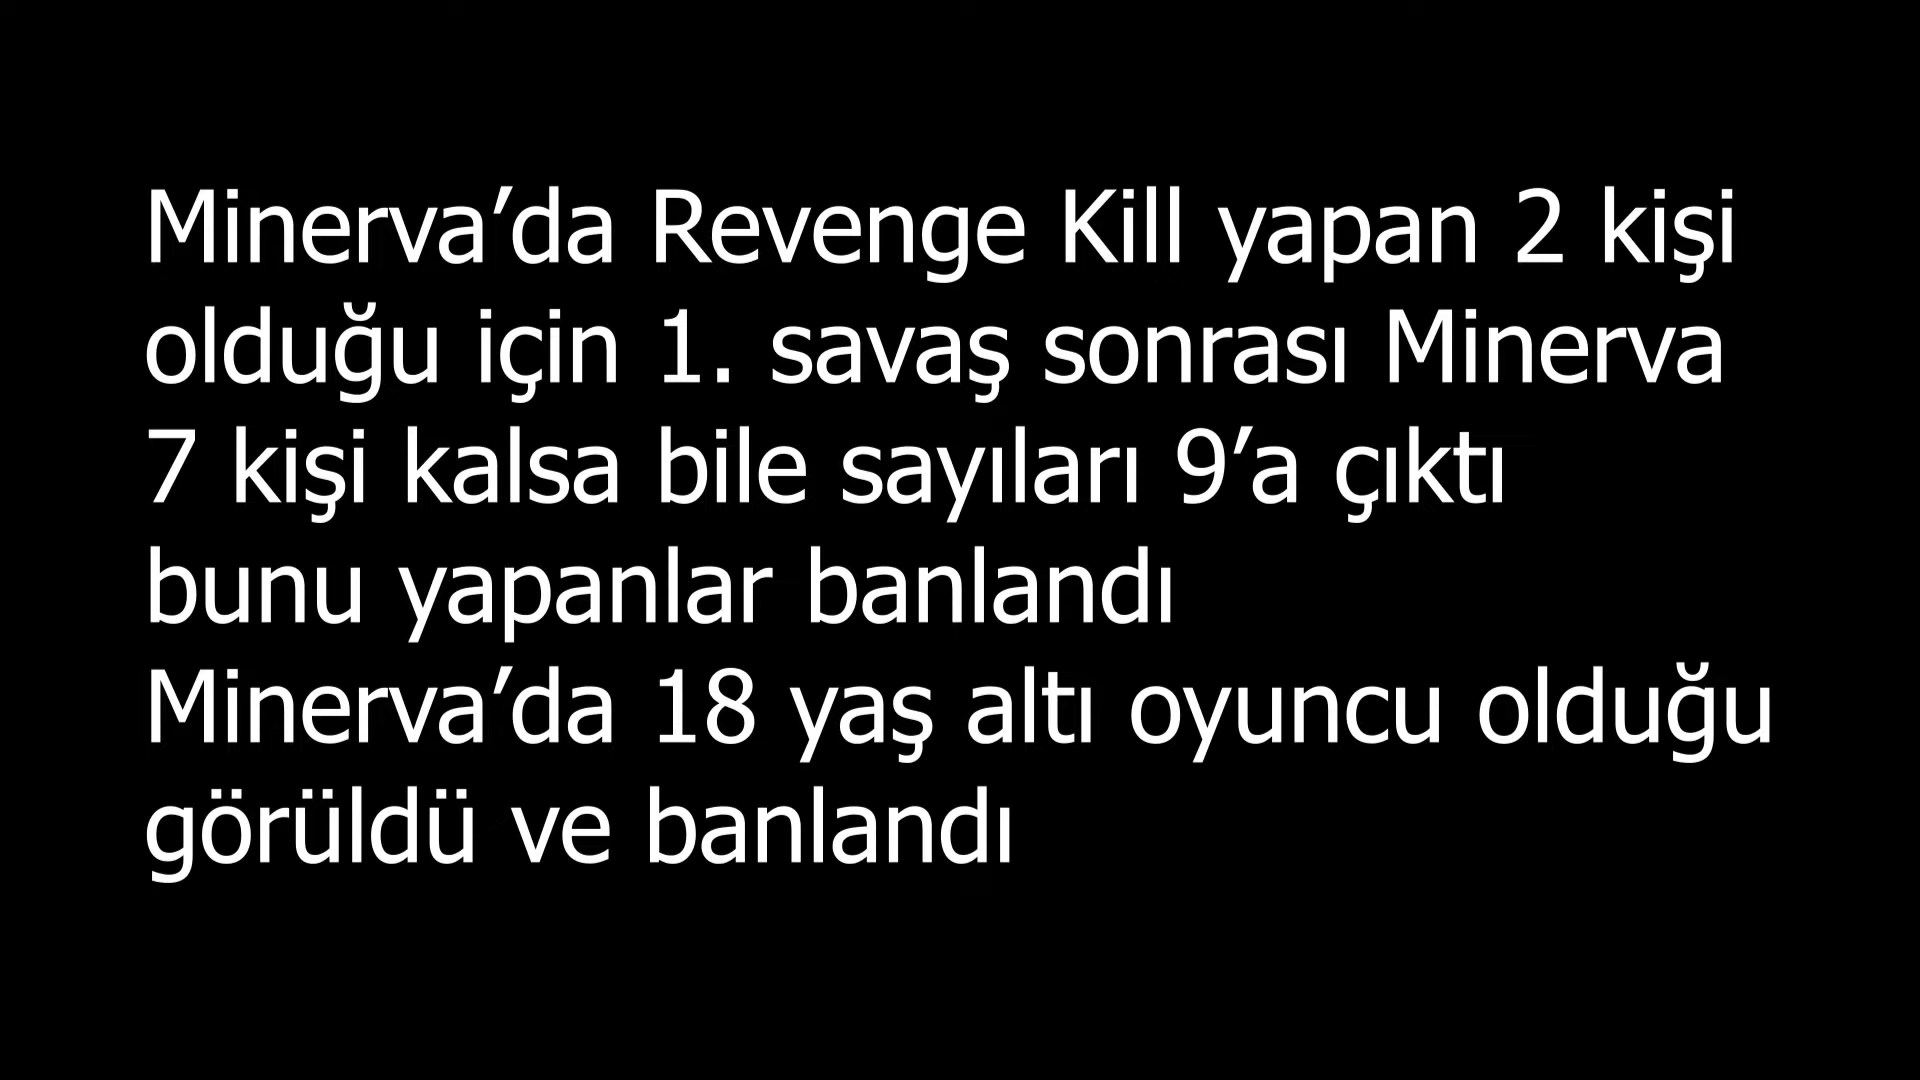 Minerva’da Revenge Kill yapan 2 kişi
olduğu için 1. savaş sonrası Minerva
7 kişi kalsa bile sayıları 9’a çıktı
bunu yapanlar banlandı
Minerva’da 18 yaş altı oyuncu olduğu
görüldü ve banlandı